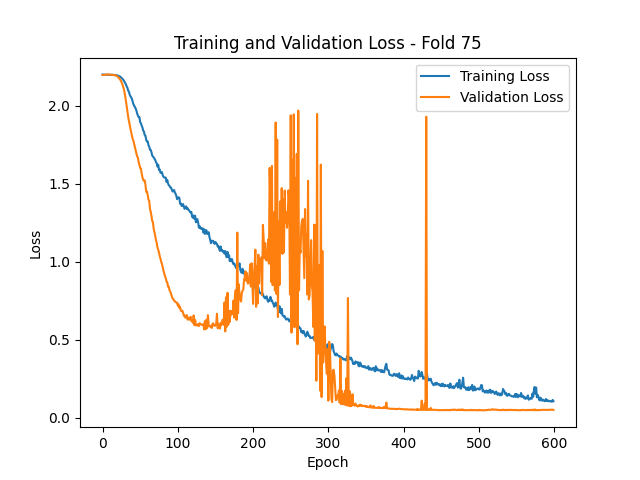 Training and Validation Loss - Fold 75
Training Loss
Validation Loss
2.0
1.5
1.0
0.5
0.0
Loss
0 100 200 300 400 500 600
Epoch